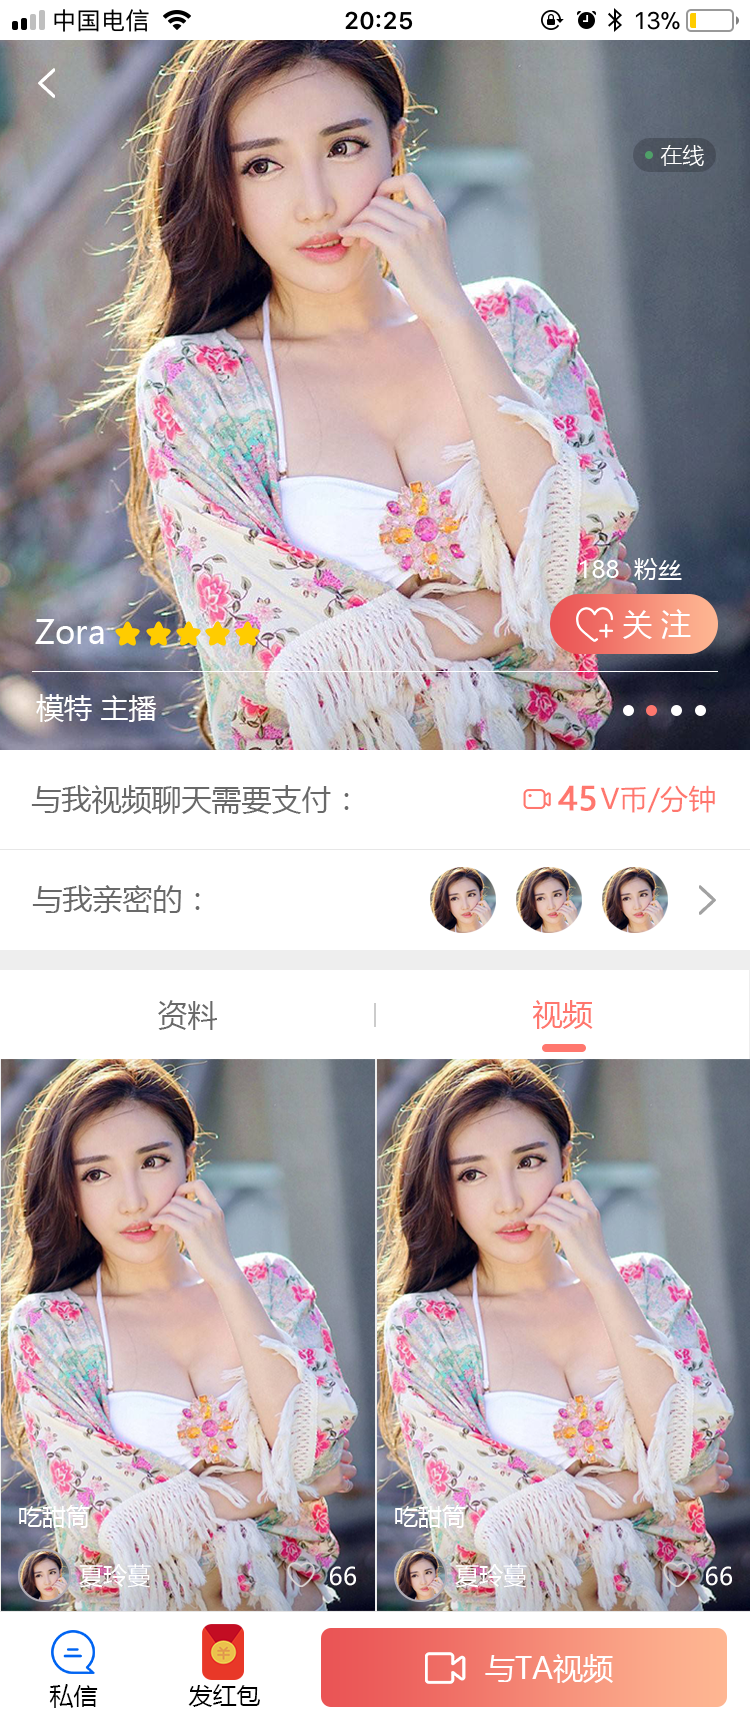 中国电信 20:25 13%
在线
188 粉丝
Zora
关注
模特 主播
与我视频聊天需要支付：
45V币/分钟
与我亲密的：
资料
视频
吃甜筒
夏玲蔓 66
吃甜筒
夏玲蔓 66
私信
发红包
与TA视频